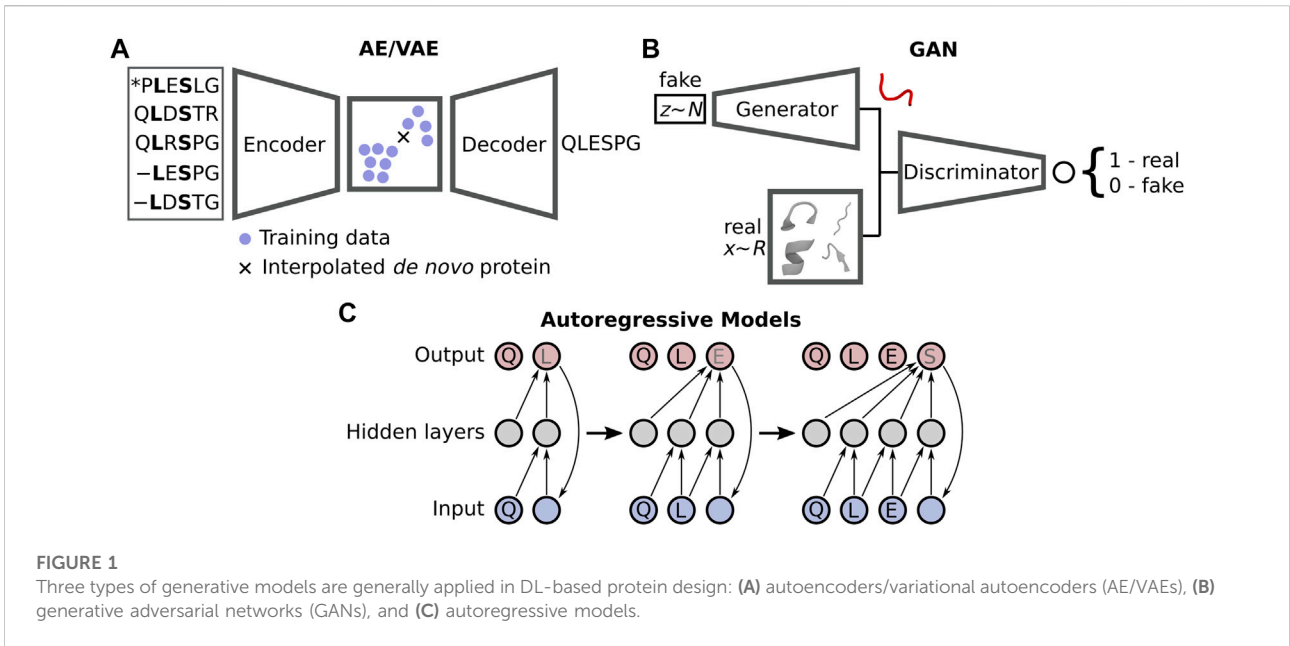 A
AE/VAE
*PLESLG
QLDSTR
QLRSPG
–LESPG
–LDSTG
Encoder
×
Decoder
QLESPG
Training data
× Interpolated de novo protein
B
GAN
fake
z~N
Generator
real
x~R
Discriminator
{
1 - real
0 - fake
C
Autoregressive Models
Output Q L Q L E Q L E S
Hidden layers
Input Q Q L Q L E
FIGURE 1
Three types of generative models are generally applied in DL-based protein design: (A) autoencoders/variational autoencoders (AE/VAEs), (B)
generative adversarial networks (GANs), and (C) autoregressive models.